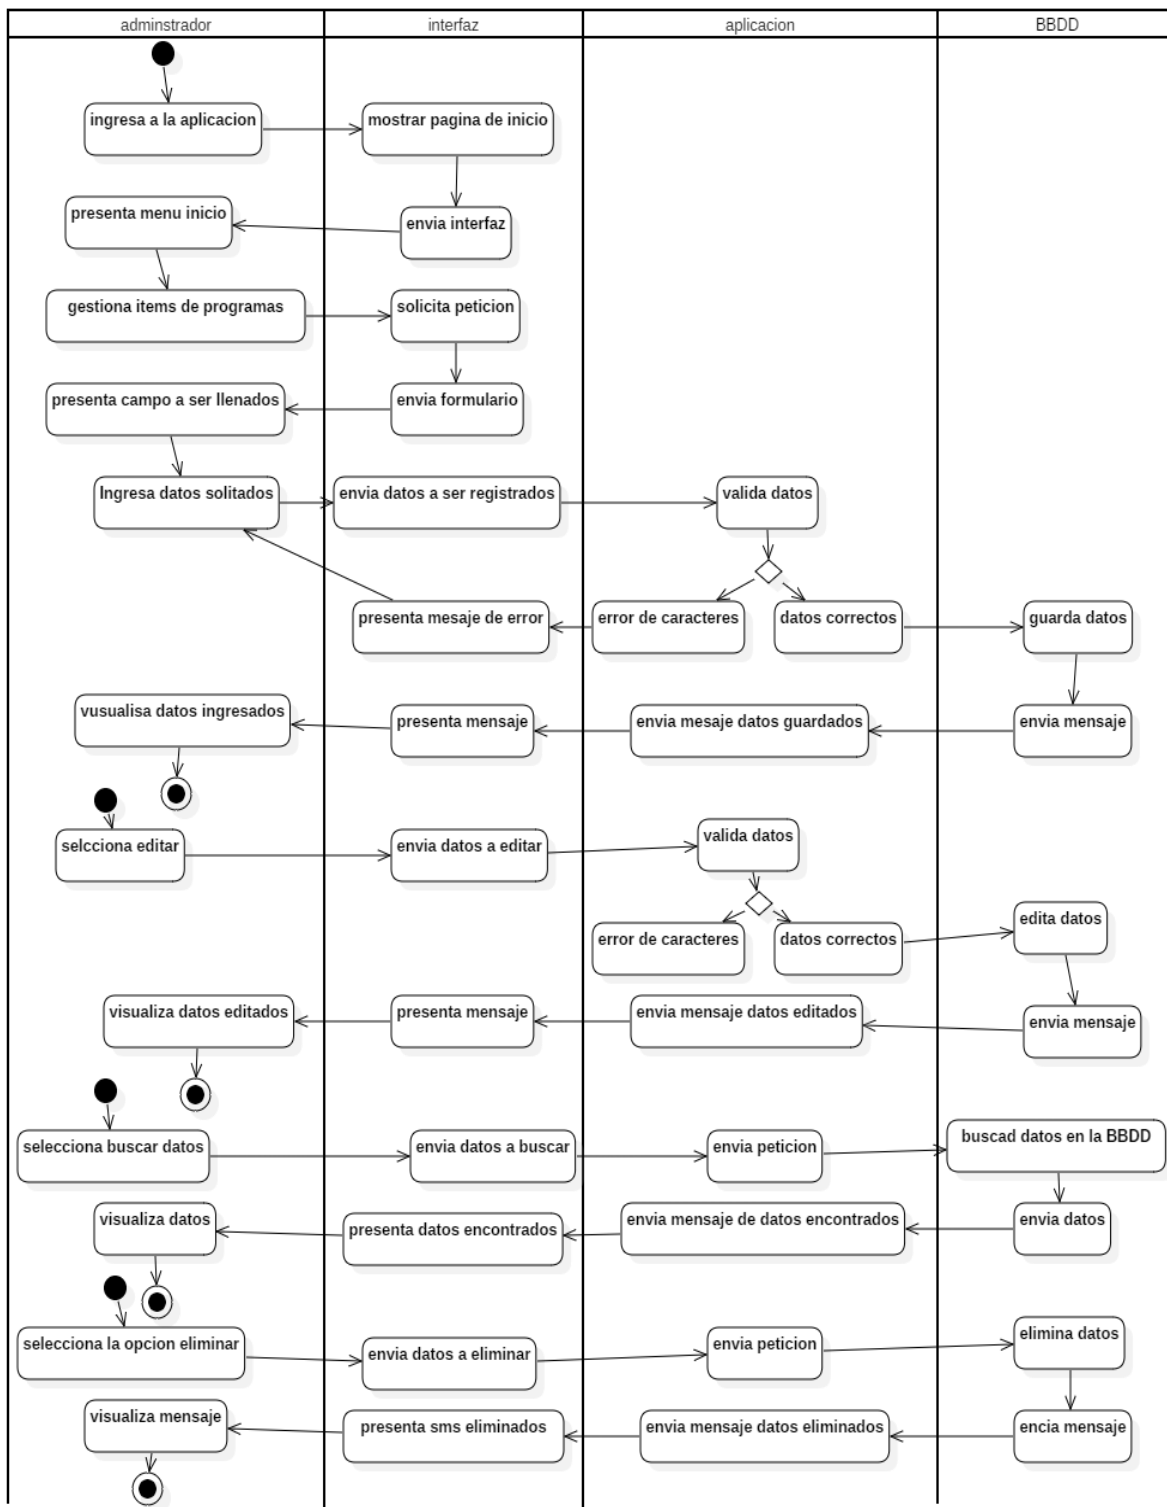 adminstrador
interfaz
aplicacion
BBDD
ingresa a la aplicacion
mostrar pagina de inicio
presenta menu inicio
envia interfaz
gestiona items de programas
solicita peticion
presenta campo a ser llenados
envia formulario
Ingresa datos solitados
envia datos a ser registrados
valida datos
presenta mesaje de error
error de caracteres
datos correctos
guarda datos
vusualisa datos ingresados
presenta mensaje
envia mesaje datos guardados
envia mensaje
selcciona editar
envia datos a editar
valida datos
error de caracteres
datos correctos
edita datos
visualiza datos editados
presenta mensaje
envia mensaje datos editados
envia mensaje
selecciona buscar datos
envia datos a buscar
envia peticion
buscad datos en la BBDD
visualiza datos
presenta datos encontrados
envia mensaje de datos encontrados
envia datos
selecciona la opcion eliminar
envia datos a eliminar
envia peticion
elimina datos
visualiza mensaje
presenta sms eliminados
envia mensaje datos eliminados
encia mensaje